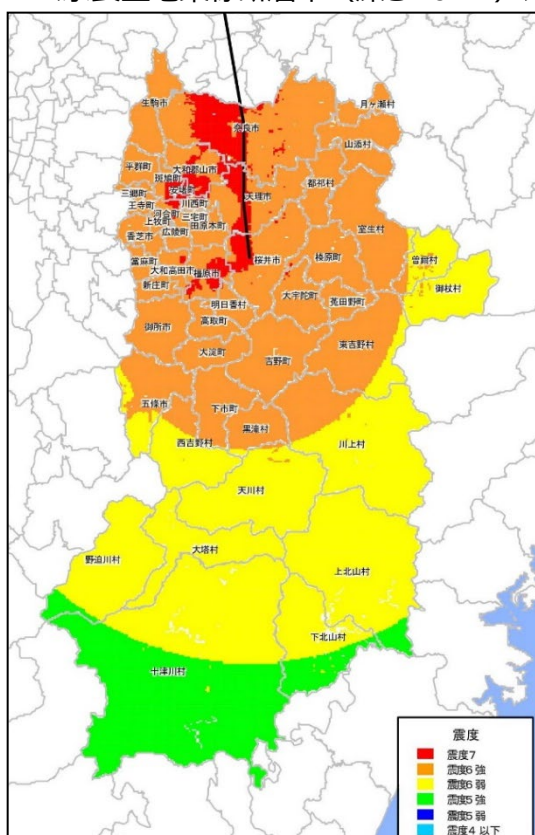 月ヶ瀬村
生駒市
奈良市
山添村
平群町
大和郡山市
斑鳩町
安堵町
都祁村
三郷町
天理市
川西町
王寺町
河合町
三宅町
上牧町
田原本町
室生村
広陵町
香芝市
曽爾村
榛原町
桜井市
當麻町
大和高田市
橿原市
御杖村
新庄町
大宇陀町
菟田野町
明日香村
高取町
御所市
東吉野村
大淀町
吉野町
五條市
下市町
黒滝村
西吉野村
川上村
天川村
大塔村
野迫川村
上北山村
下北山村
十津川村
震度
震度7
震度6強
震度6弱
震度5強
震度5弱
震度4以下